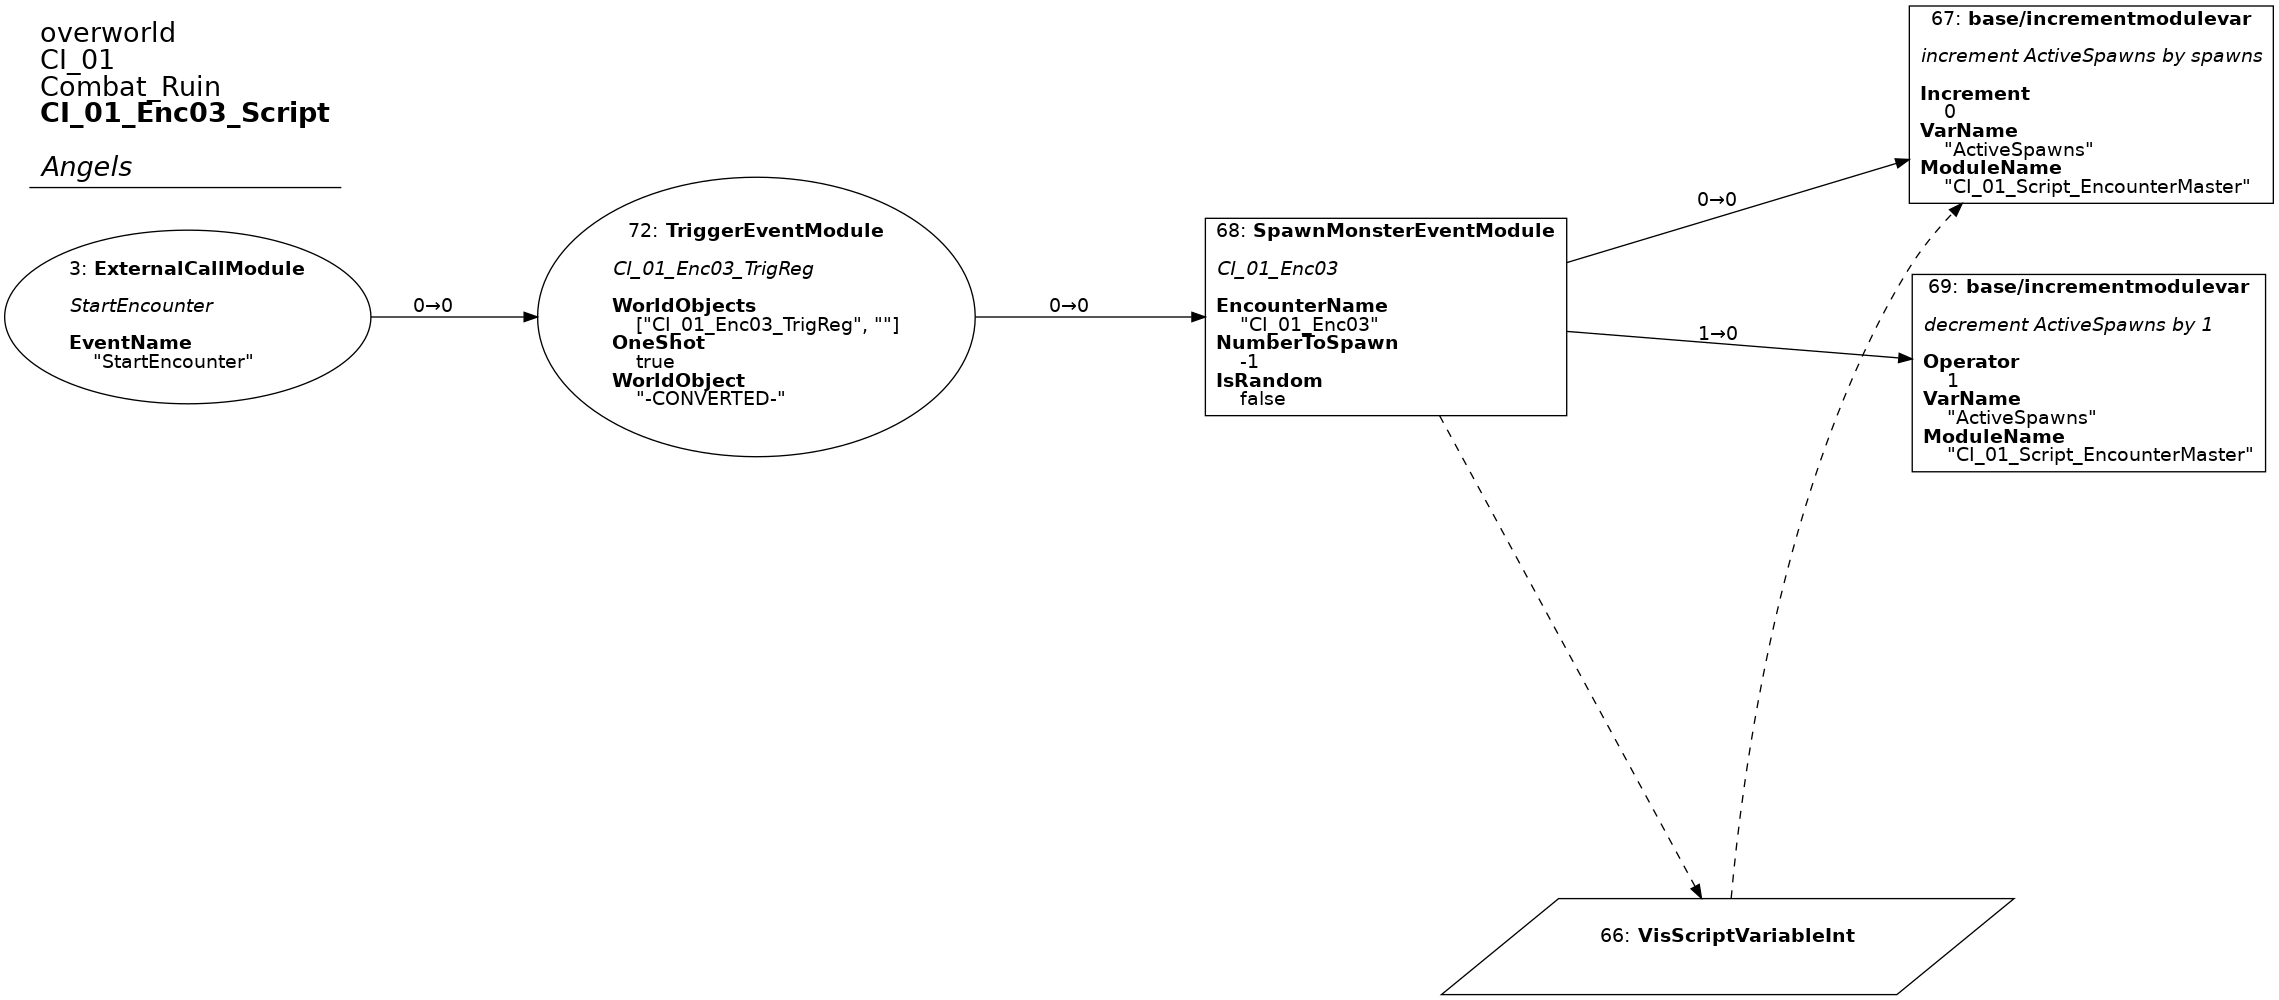 overworld
CI_01
Combat_Ruin
CI_01_Enc03_Script
Angels
3: ExternalCallModule
StartEncounter
EventName
"StartEncounter"
0→0
72: TriggerEventModule
CI_01_Enc03_TrigReg
WorldObjects
["CI_01_Enc03_TrigReg", ""]
OneShot
true
WorldObject
"-CONVERTED-"
0→0
68: SpawnMonsterEventModule
CI_01_Enc03
EncounterName
"CI_01_Enc03"
NumberToSpawn
-1
IsRandom
false
0→0
1→0
67: base/incrementmodulevar
increment ActiveSpawns by spawns
Increment
0
VarName
"ActiveSpawns"
ModuleName
"CI_01_Script_EncounterMaster"
69: base/incrementmodulevar
decrement ActiveSpawns by 1
Operator
1
VarName
"ActiveSpawns"
ModuleName
"CI_01_Script_EncounterMaster"
66: VisScriptVariableInt